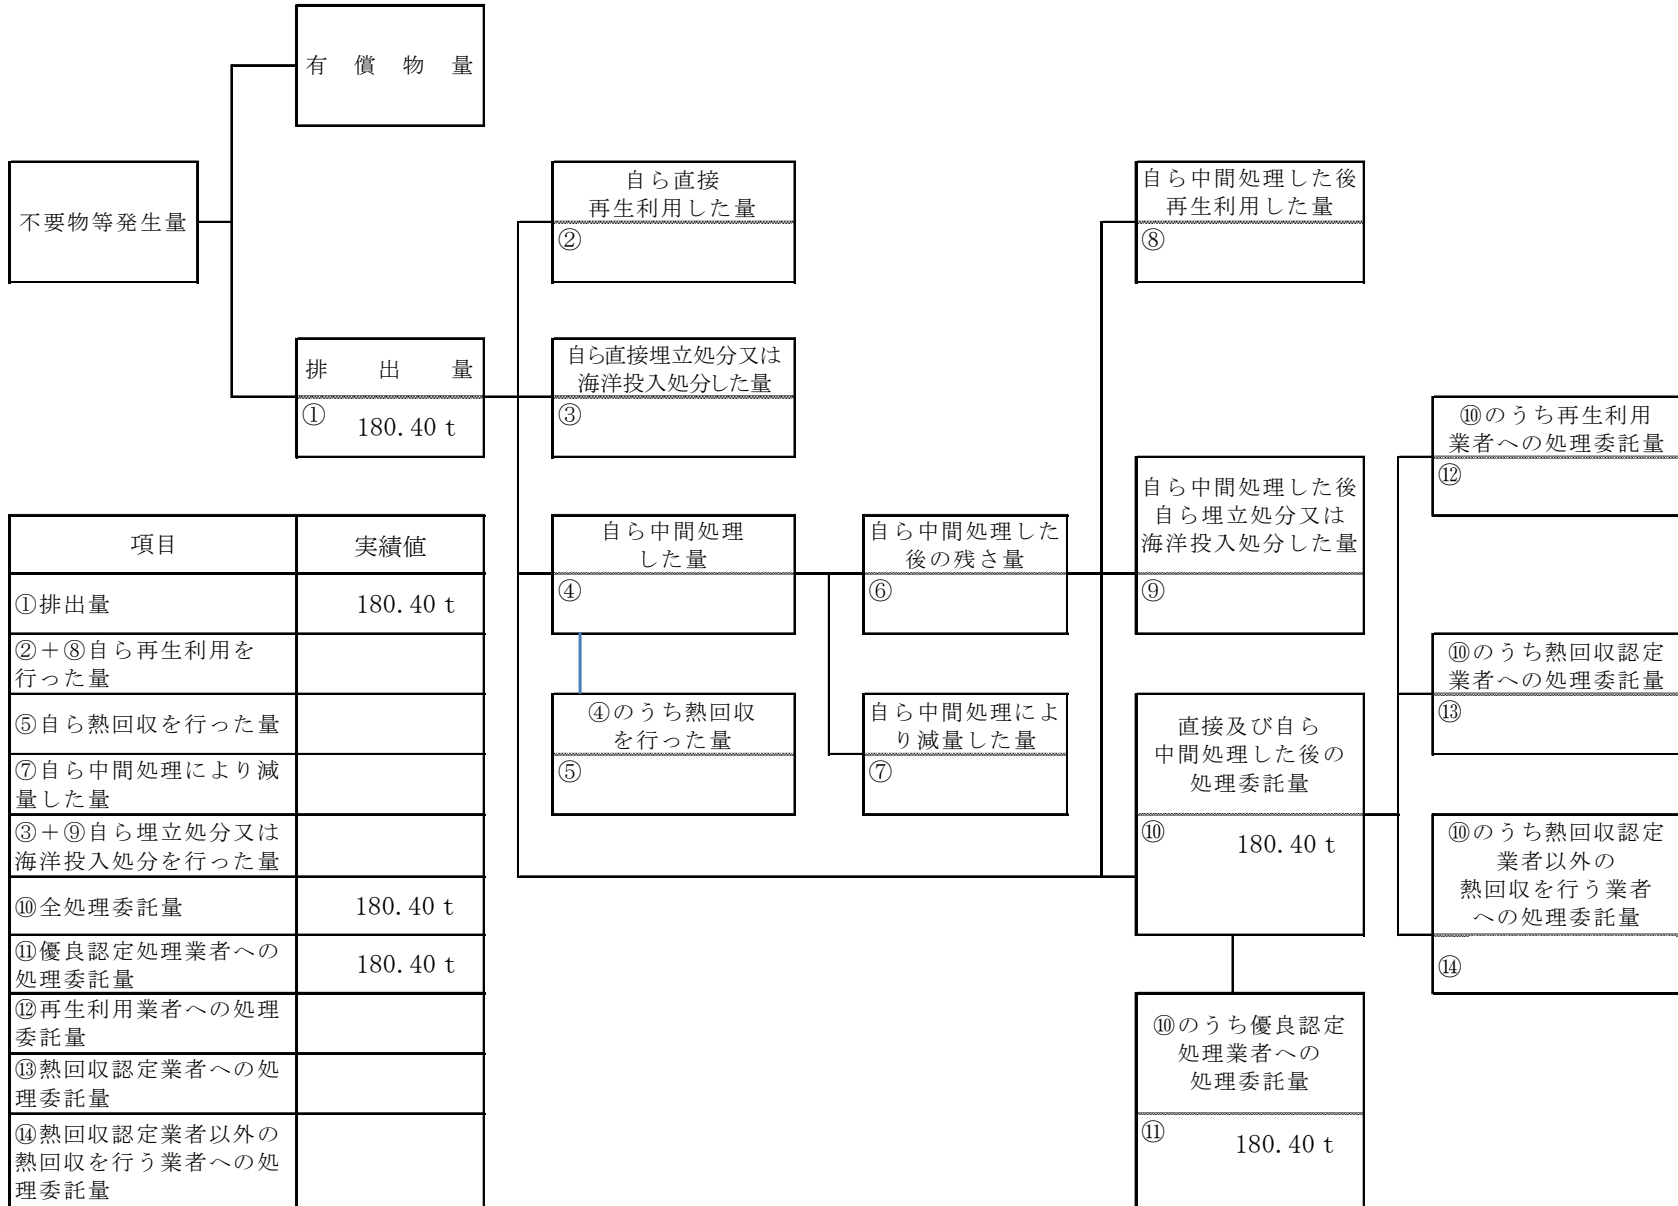 有償物量
不要物等発生量
自ら直接
再生利用した量
②
自ら中間処理した後
再生利用した量
⑧
排出量
① 180.40 t
自ら直接埋立処分又は
海洋投入処分した量
③
⑩のうち再生利用
業者への処理委託量
⑫
自ら中間処理した後
自ら埋立処分又は
海洋投入処分した量
⑨
自ら中間処理
した量
④
自ら中間処理した
後の残さ量
⑥
⑩のうち熱回収認定
業者への処理委託量
⑬
④のうち熱回収
を行った量
⑤
自ら中間処理によ
り減量した量
⑦
直接及び自ら
中間処理した後の
処理委託量
⑩ 180.40 t
⑩のうち熱回収認定
業者以外の
熱回収を行う業者
への処理委託量
⑭
⑩のうち優良認定
処理業者への
処理委託量
⑪ 180.40 t
項目 実績値
①排出量 180.40 t
②+⑧自ら再生利用を
行った量
⑤自ら熱回収を行った量
⑦自ら中間処理により減
量した量
③+⑨自ら埋立処分又は
海洋投入処分を行った量
⑩全処理委託量 180.40 t
⑪優良認定処理業者への
処理委託量 180.40 t
⑫再生利用業者への処理
委託量
⑬熱回収認定業者への処
理委託量
⑭熱回収認定業者以外の
熱回収を行う業者への処
理委託量